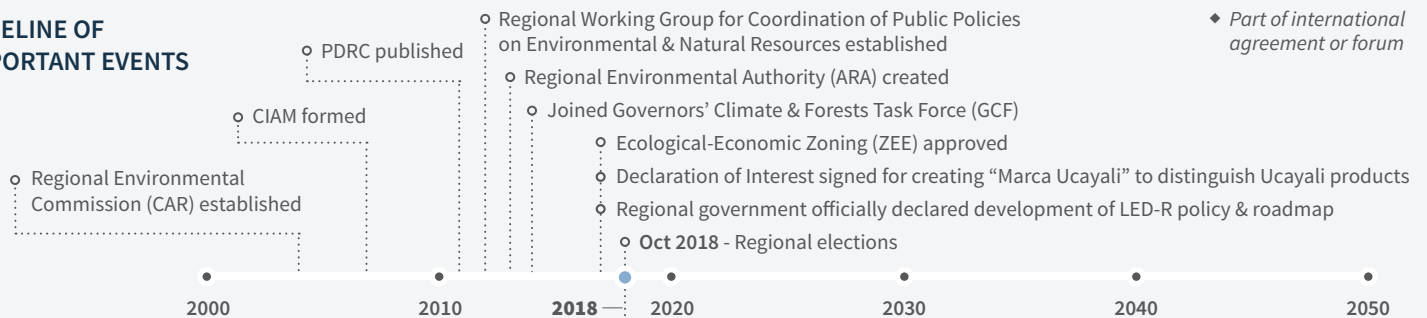 ELINE OF
PORTANT EVENTS
Regional Working Group for Coordination of Public Policies
on Environmental & Natural Resources established
Part of international
agreement or forum
PDRC published
Regional Environmental Authority (ARA) created
CIAM formed
Joined Governors’ Climate & Forests Task Force (GCF)
Ecological-Economic Zoning (ZEE) approved
Regional Environmental
Commission (CAR) established
Declaration of Interest signed for creating “Marca Ucayali” to distinguish Ucayali products
Regional government officially declared development of LED-R policy & roadmap
Oct 2018 - Regional elections
2000
2010
2018
2020
2030
2040
2050